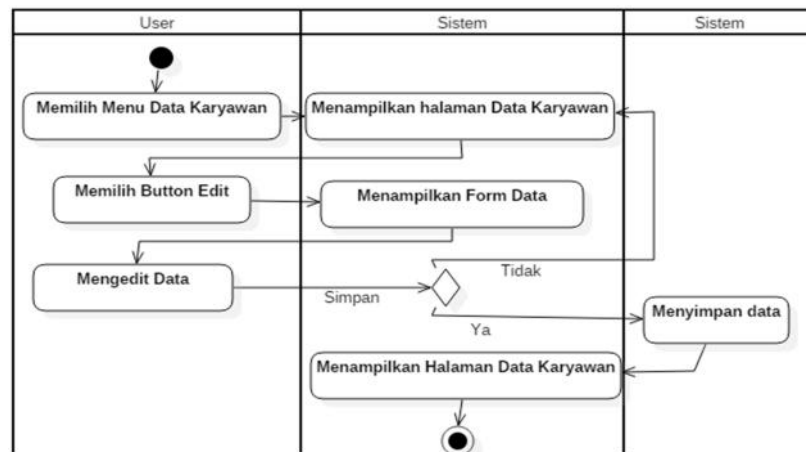 User
Sistem
Sistem
Memilih Menu Data Karyawan
Menampilkan halaman Data Karyawan
Memilih Button Edit
Menampilkan Form Data
Mengedit Data
Simpan
Tidak
Ya
Menyimpan data
Menampilkan Halaman Data Karyawan